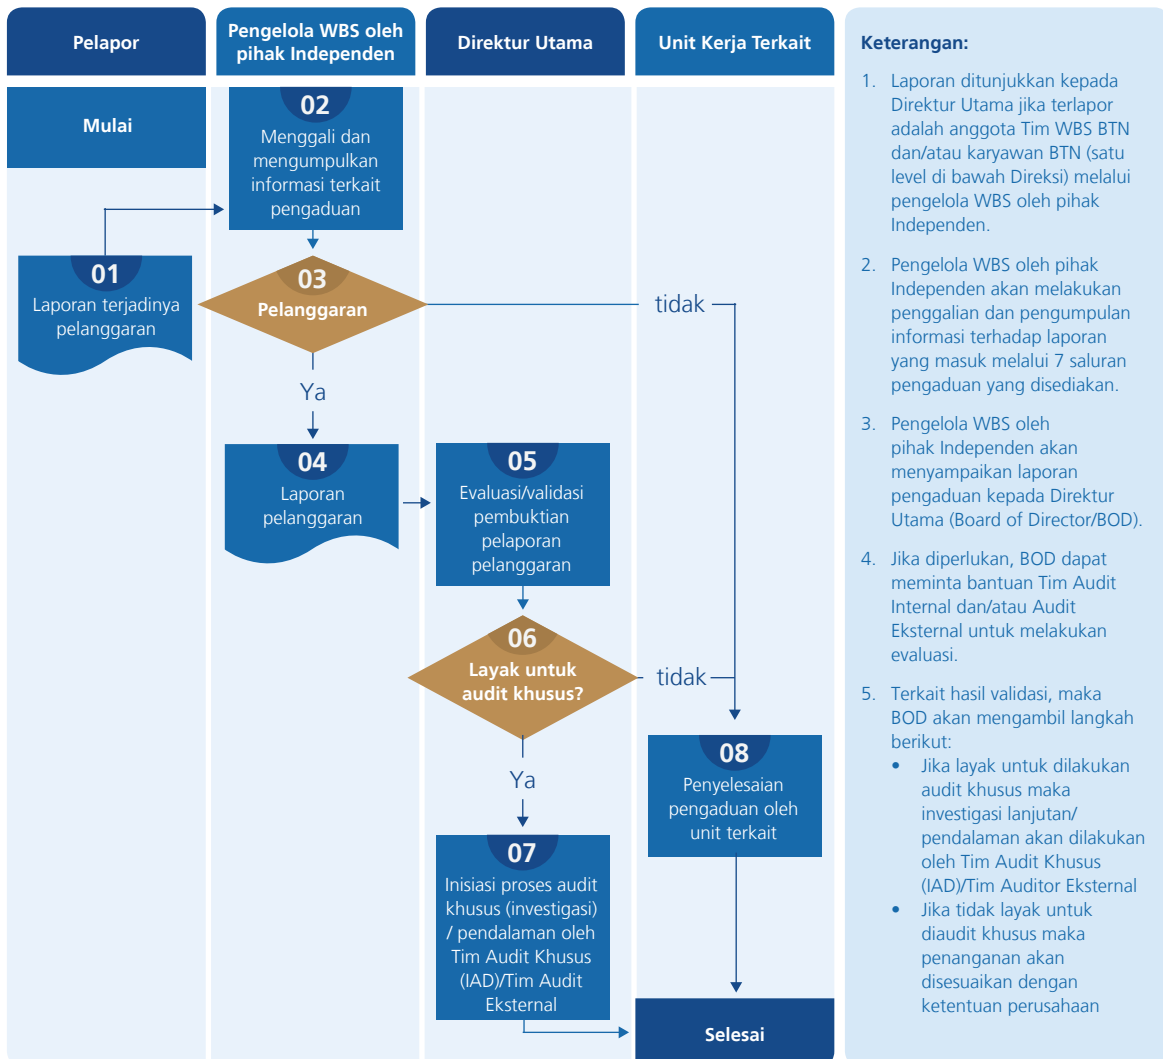 Pelapor
Pengelola WBS oleh
pihak Independen
Direktur Utama
Unit Kerja Terkait
Mulai
01
Laporan terjadinya
pelanggaran
02
Menggali dan
mengumpulkan
informasi terkait
pengaduan
03
Pelanggaran
tidak
Ya
04
Laporan
pelanggaran
05
Evaluasi/validasi
pembuktian
pelaporan
pelanggaran
06
Layak untuk
audit khusus?
tidak
Ya
07
Inisiasi proses audit
khusus (investigasi)
/ pendalaman oleh
Tim Audit Khusus
(IAD)/Tim Audit
Eksternal
08
Penyelesaian
pengaduan oleh
unit terkait
Selesai
Keterangan:
1. Laporan ditunjukkan kepada
Direktur Utama jika terlapor
adalah anggota Tim WBS BTN
dan/atau karyawan BTN (satu
level di bawah Direksi) melalui
pengelola WBS oleh pihak
Independen.
2. Pengelola WBS oleh pihak
Independen akan melakukan
penggalian dan pengumpulan
informasi terhadap laporan
yang masuk melalui 7 saluran
pengaduan yang disediakan.
3. Pengelola WBS oleh
pihak Independen akan
menyampaikan laporan
pengaduan kepada Direktur
Utama (Board of Director/BOD).
4. Jika diperlukan, BOD dapat
meminta bantuan Tim Audit
Internal dan/atau Audit
Eksternal untuk melakukan
evaluasi.
5. Terkait hasil validasi, maka
BOD akan mengambil langkah
berikut:
• Jika layak untuk dilakukan
audit khusus maka
investigasi lanjutan/
pendalaman akan dilakukan
oleh Tim Audit Khusus
(IAD)/Tim Auditor Eksternal
• Jika tidak layak untuk
diaudit khusus maka
penanganan akan
disesuaikan dengan
ketentuan perusahaan